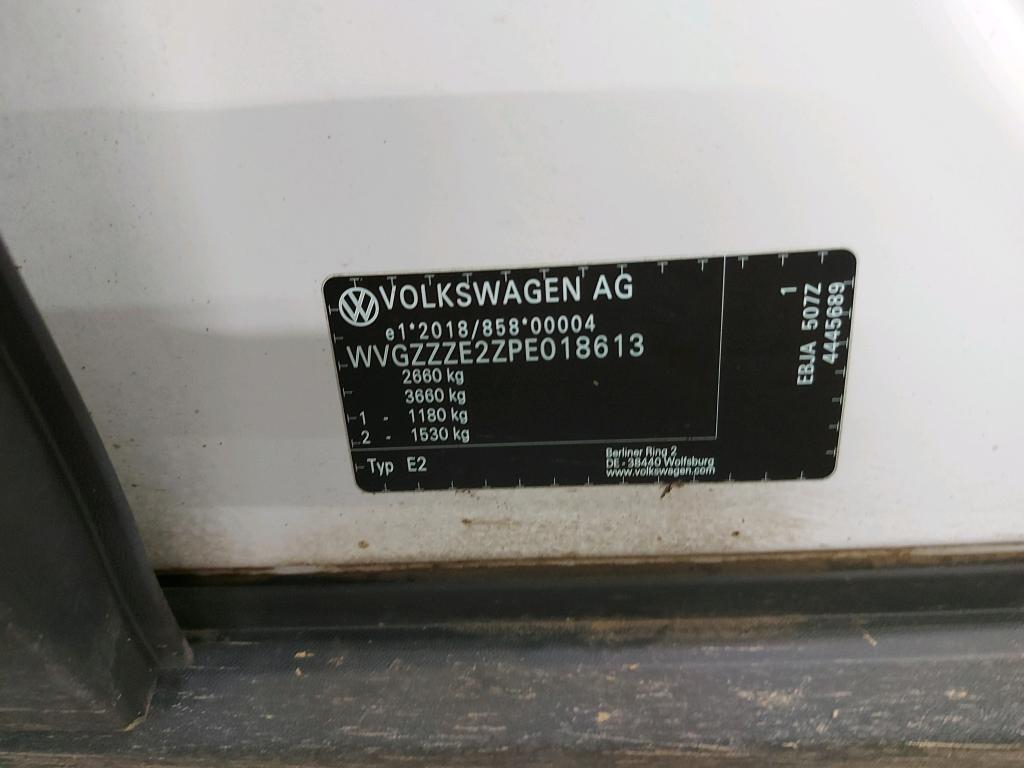 VOLKSWAGEN AG
e1*2018/858*00004
WVGZZZE2ZPE018613
2660 kg
3660 kg
1 - 1180 kg
2 - 1530 kg
Typ E2
Berliner Ring 2
DE - 38440 Wolfsburg
www.volkswagen.com
1
EBJA 507Z
4445689